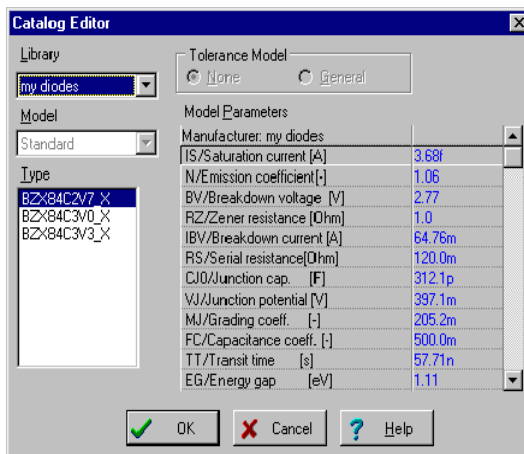 Catalog Editor
Library
my diodes
Model
Standard
Type
BZX84C2V7_X
BZX84C3V0_X
BZX84C3V3_X
Tolerance Model
None
General
Model Parameters
Manufacturer: my diodes
IS/Saturation current [A] 3.68f
N/Emission coefficient[-] 1.06
BV/Breakdown voltage [V] 2.77
RZ/Zener resistance [Ohm] 1.0
IBV/Breakdown current [A] 64.76m
RS/Serial resistance[Ohm] 120.0m
CJ0/Junction cap. [F] 312.1p
VJ/Junction potential [V] 397.1m
MJ/Grading coeff. [-] 205.2m
FC/Capacitance coeff. [-] 500.0m
TT/Transit time [s] 57.71n
EG/Energy gap [eV] 1.11
OK
Cancel
? Help